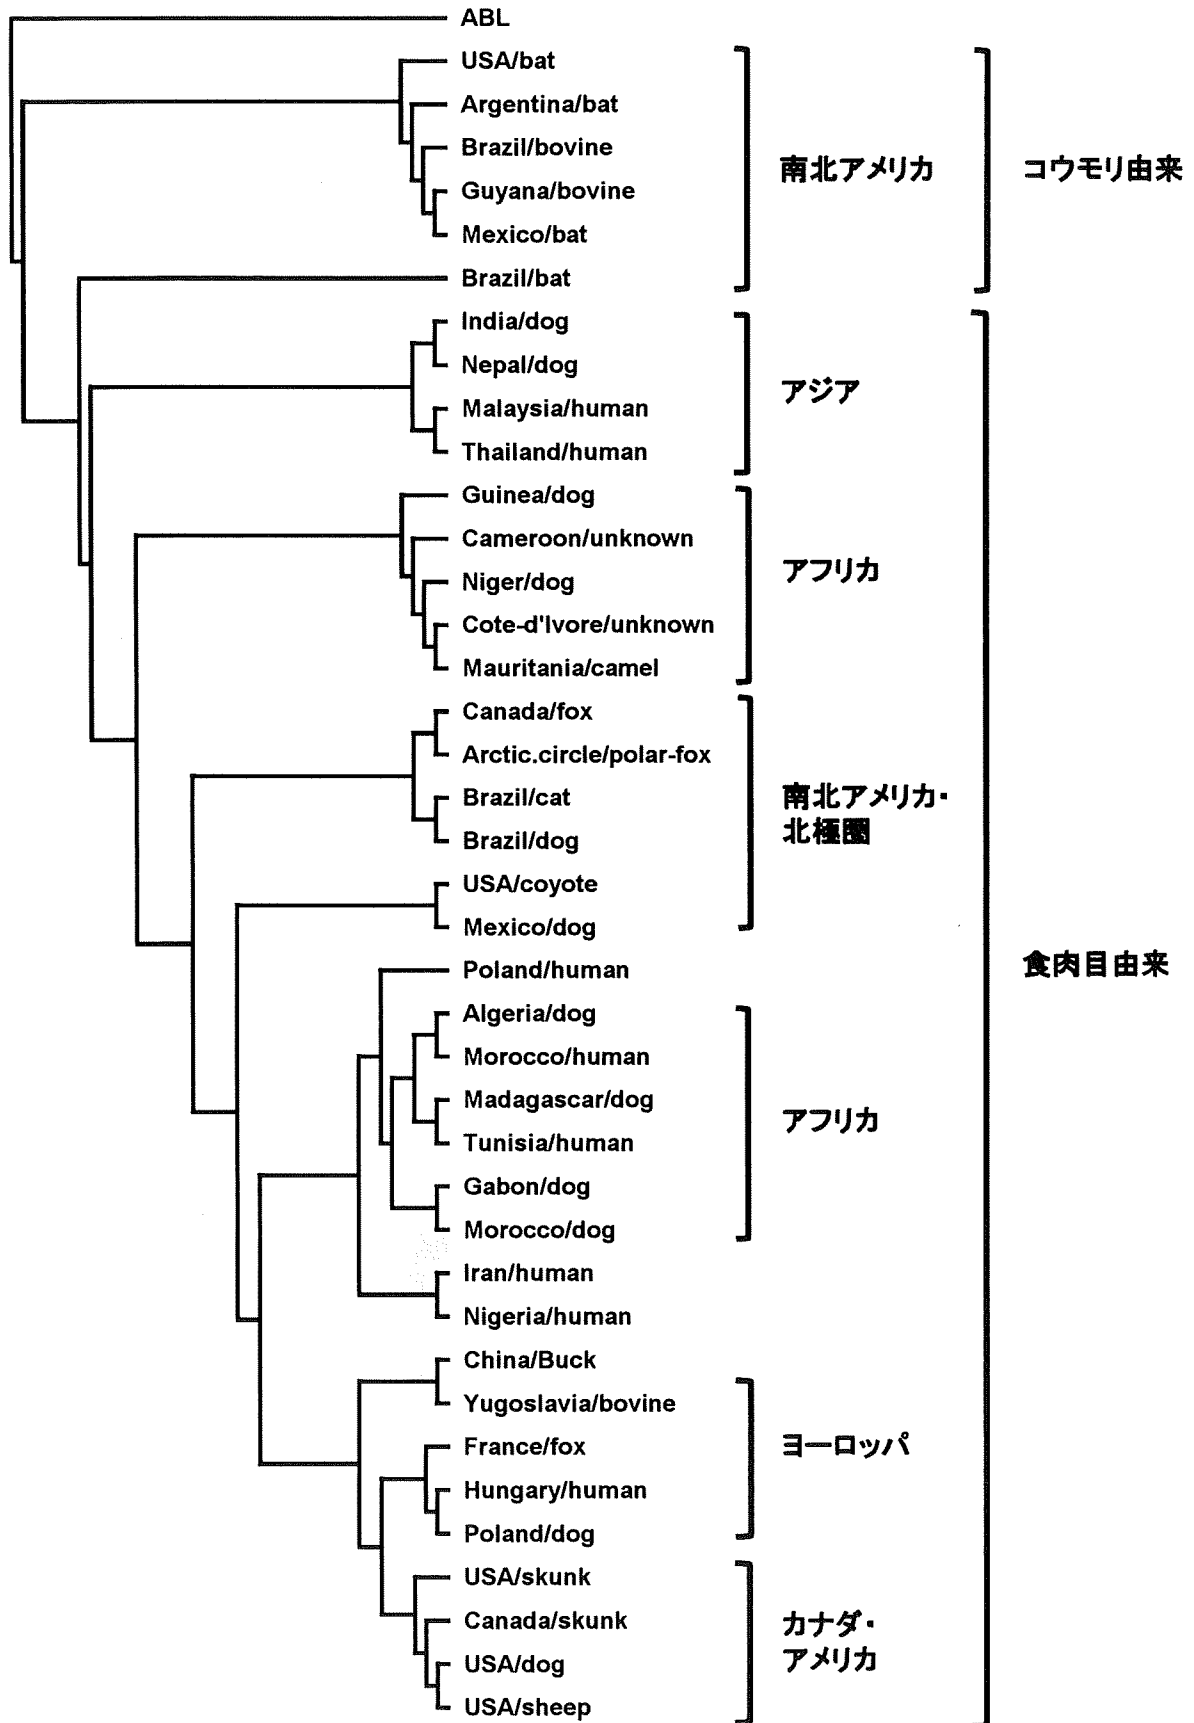 ABL
USA/bat
Argentina/bat
Brazil/bovine
Guyana/bovine
Mexico/bat
Brazil/bat
南北アメリカ
コウモリ由来
India/dog
Nepal/dog
Malaysia/human
Thailand/human
アジア
Guinea/dog
Cameroon/unknown
Niger/dog
Cote-d'Ivore/unknown
Mauritania/camel
アフリカ
Canada/fox
Arctic.circle/polar-fox
Brazil/cat
Brazil/dog
USA/coyote
Mexico/dog
南北アメリカ・
北極圏
Poland/human
Algeria/dog
Morocco/human
Madagascar/dog
Tunisia/human
Gabon/dog
Morocco/dog
アフリカ
Iran/human
Nigeria/human
China/Buck
Yugoslavia/bovine
France/fox
Hungary/human
Poland/dog
ヨーロッパ
USA/skunk
Canada/skunk
USA/dog
USA/sheep
カナダ・
アメリカ
食肉目由来